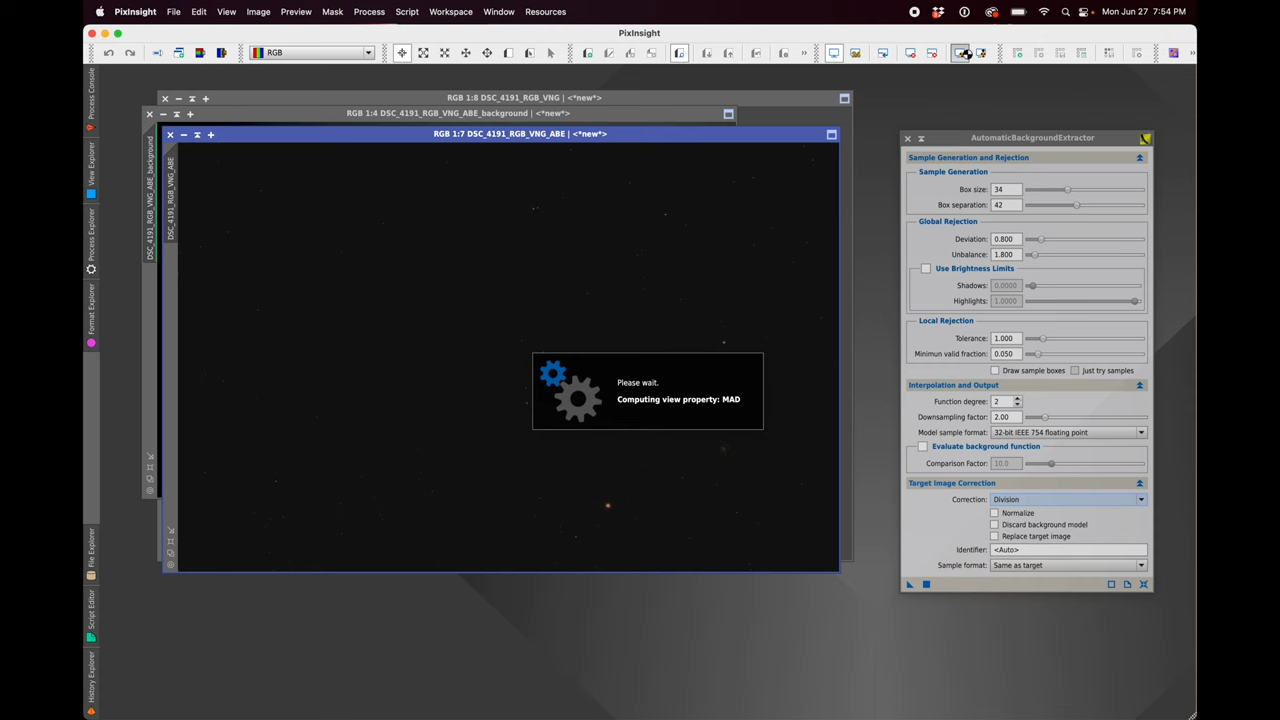 PixInsight File Edit View Image Preview Mask Process Script Workspace Window Resources Mon Jun 27 7:54 PM
PixInsight
RGB
Process Console
View Explorer
Process Explorer
Format Explorer
File Explorer
Script Editor
History Explorer
RGB 1:8 DSC_4191_RGB_VNG | <*new*>
RGB 1:4 DSC_4191_RGB_VNG_ABE_background | <*new*>
RGB 1:7 DSC_4191_RGB_VNG_ABE | <*new*>
DSC_4191_RGB_VNG_ABE_background
DSC_4191_RGB_VNG_ABE
Please wait.
Computing view property: MAD
AutomaticBackgroundExtractor
Sample Generation and Rejection
Sample Generation
Box size: 34
Box separation: 42
Global Rejection
Deviation: 0.800
Unbalance: 1.800
Use Brightness Limits
Shadows: 0.0000
Highlights: 1.0000
Local Rejection
Tolerance: 1.000
Minimun valid fraction: 0.050
Draw sample boxes Just try samples
Interpolation and Output
Function degree: 2
Downsampling factor: 2.00
Model sample format: 32-bit IEEE 754 floating point
Evaluate background function
Comparison Factor: 10.0
Target Image Correction
Correction: Division
Normalize
Discard background model
Replace target image
Identifier: <Auto>
Sample format: Same as target